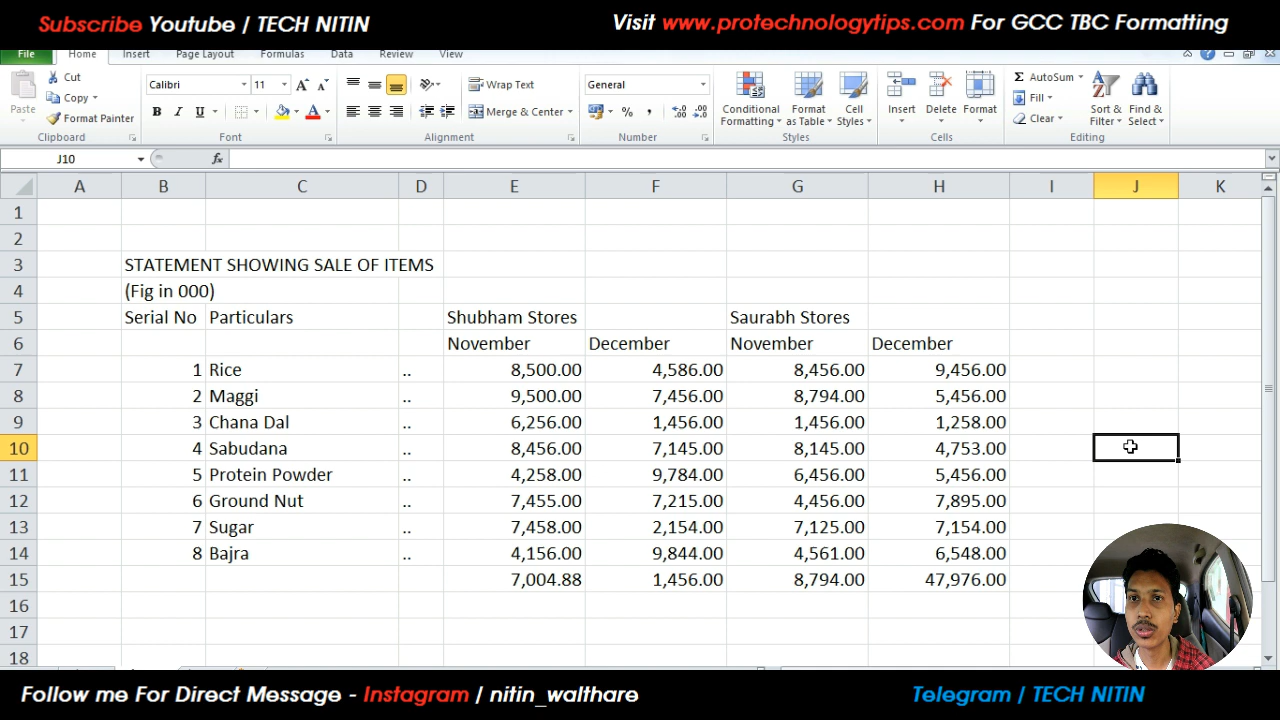 Subscribe Youtube / TECH NITIN
Visit www.protechnologytips.com For GCC TBC Formatting
File Home Insert Page Layout Formulas Data Review View
Paste Cut Copy Format Painter Clipboard
Calibri 11 B I U Font
Wrap Text Merge & Center Alignment
General % , Number
Conditional Formatting Format as Table Cell Styles Styles
Insert Delete Format Cells
Σ AutoSum Fill Clear Sort & Filter Find & Select Editing
J10 fx
A B C D E F G H I J K
1
2
3 STATEMENT SHOWING SALE OF ITEMS
4 (Fig in 000)
5 Serial No Particulars Shubham Stores Saurabh Stores
6 November December November December
7 1 Rice .. 8,500.00 4,586.00 8,456.00 9,456.00
8 2 Maggi .. 9,500.00 7,456.00 8,794.00 5,456.00
9 3 Chana Dal .. 6,256.00 1,456.00 1,456.00 1,258.00
10 4 Sabudana .. 8,456.00 7,145.00 8,145.00 4,753.00
11 5 Protein Powder .. 4,258.00 9,784.00 6,456.00 5,456.00
12 6 Ground Nut .. 7,455.00 7,215.00 4,456.00 7,895.00
13 7 Sugar .. 7,458.00 2,154.00 7,125.00 7,154.00
14 8 Bajra .. 4,156.00 9,844.00 4,561.00 6,548.00
15 7,004.88 1,456.00 8,794.00 47,976.00
16
17
18
Follow me For Direct Message - Instagram / nitin_walthare
Telegram / TECH NITIN